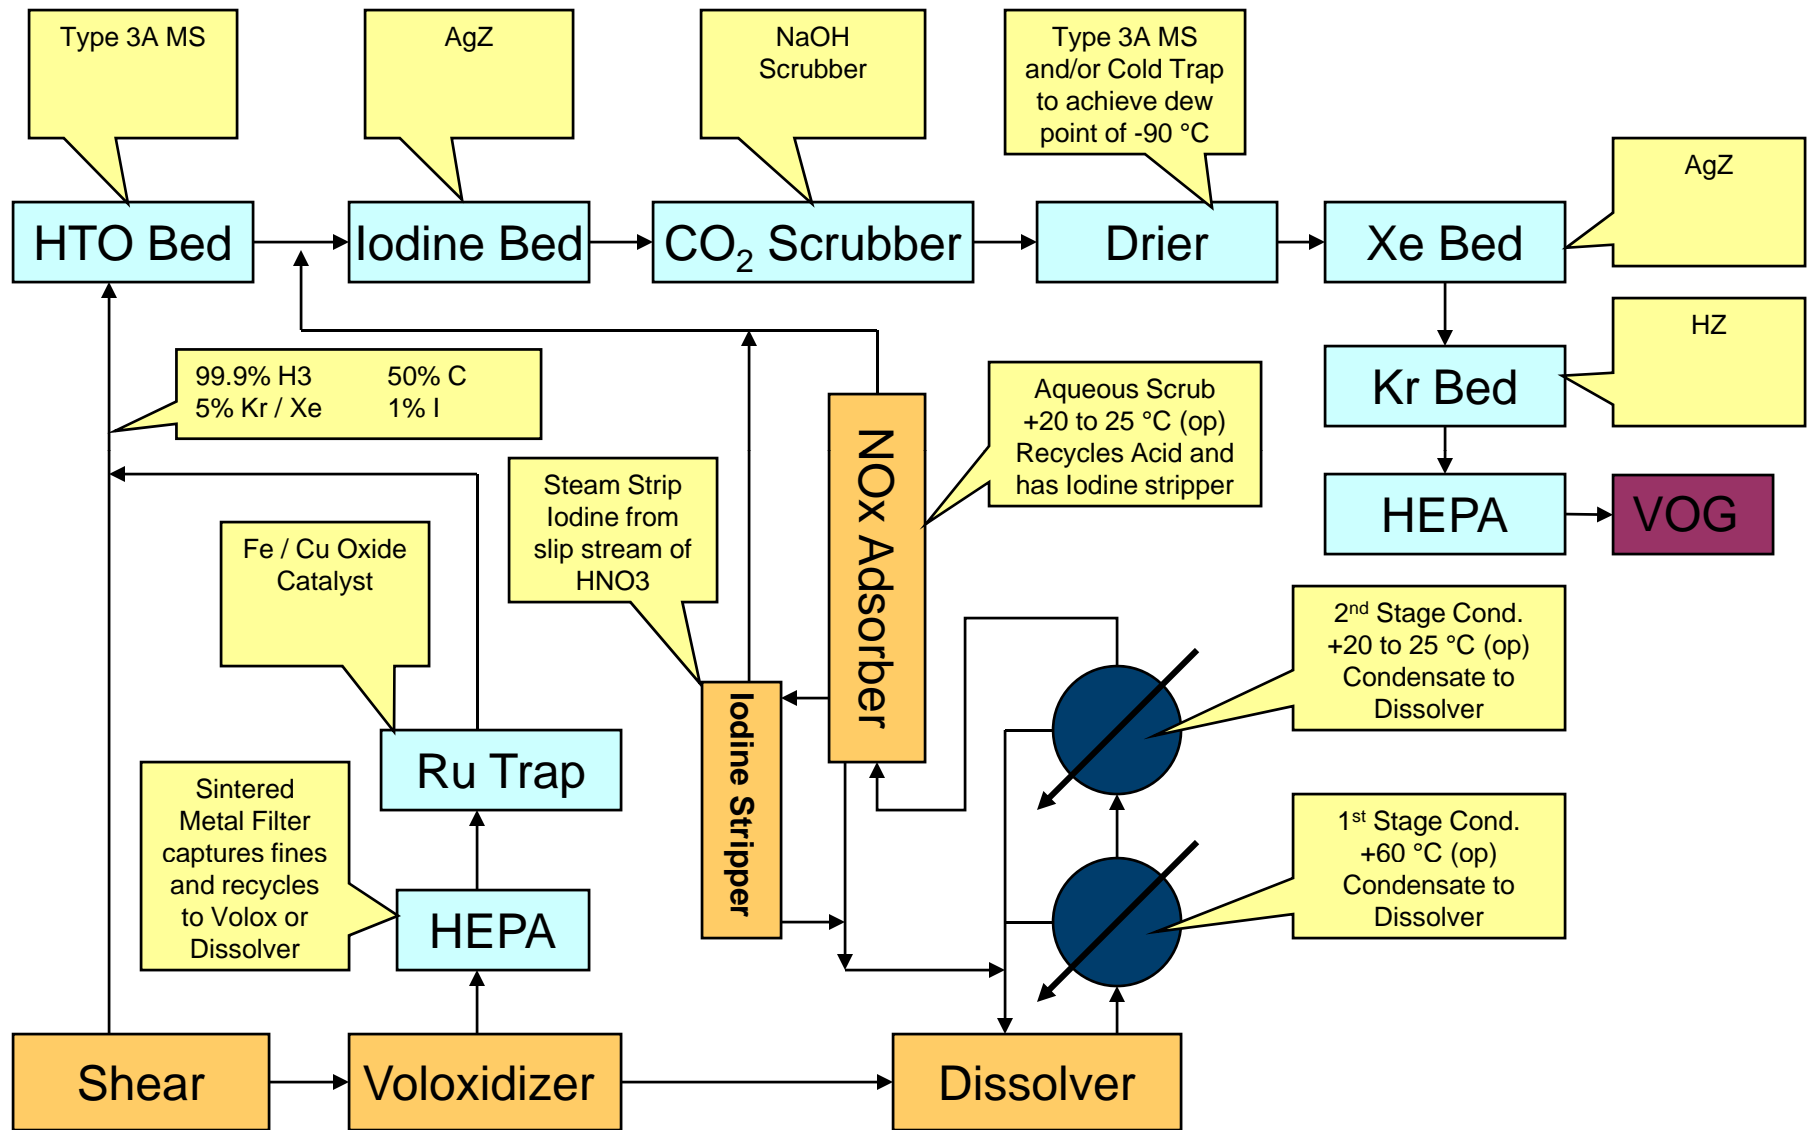 Type 3A MS
AgZ
NaOH
Scrubber
Type 3A MS
and/or Cold Trap
to achieve dew
point of -90 °C
AgZ
HTO Bed
Iodine Bed
CO2 Scrubber
Drier
Xe Bed
HZ
99.9% H3 50% C
5% Kr / Xe 1% I
Kr Bed
Aqueous Scrub
+20 to 25 °C (op)
Recycles Acid and
has Iodine stripper
NOx Adsorber
Steam Strip
Iodine from
slip stream of
HNO3
HEPA
VOG
Fe / Cu Oxide
Catalyst
2nd Stage Cond.
+20 to 25 °C (op)
Condensate to
Dissolver
Iodine Stripper
Ru Trap
Sintered
Metal Filter
captures fines
and recycles
to Volox or
Dissolver
1st Stage Cond.
+60 °C (op)
Condensate to
Dissolver
HEPA
Shear
Voloxidizer
Dissolver